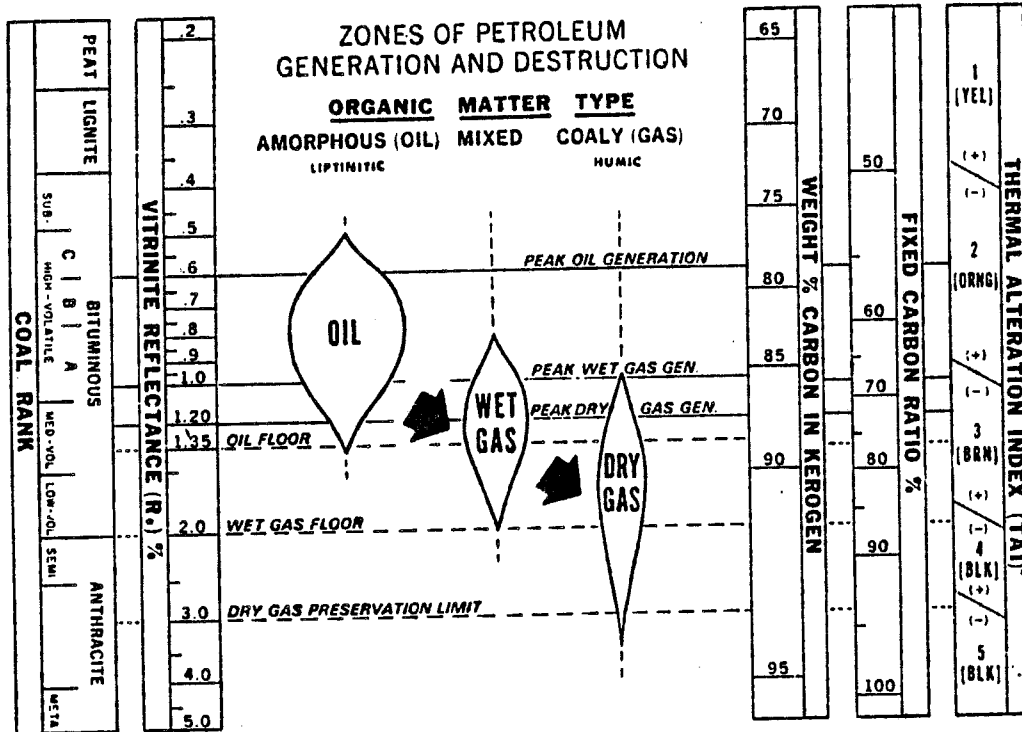 ZONES OF PETROLEUM
GENERATION AND DESTRUCTION
ORGANIC MATTER TYPE
AMORPHOUS (OIL) MIXED COALY (GAS)
LIPTINITIC HUMIC
COAL RANK
PEAT
LIGNITE
SUB-
BITUMINOUS
HIGH-VOLATILE
C
B
A
MED-VOL
LOW-VOL
SEMI
ANTHRACITE
META
VITRINITE REFLECTANCE (Ro) %
.2
.3
.4
.5
.6
.7
.8
.9
1.0
1.20
1.35
2.0
3.0
4.0
5.0
PEAK OIL GENERATION
OIL
PEAK WET GAS GEN.
WET
GAS
PEAK DRY GAS GEN.
OIL FLOOR
DRY
GAS
WET GAS FLOOR
DRY GAS PRESERVATION LIMIT
65
70
75
80
85
90
95
WEIGHT % CARBON IN KEROGEN
50
60
70
80
90
100
FIXED CARBON RATIO %
1
[YEL]
(+)
(-)
2
[ORNG]
(+)
(-)
3
[BRN]
(+)
(-)
4
[BLK]
(+)
(-)
5
[BLK]
THERMAL ALTERATION INDEX (TAI)